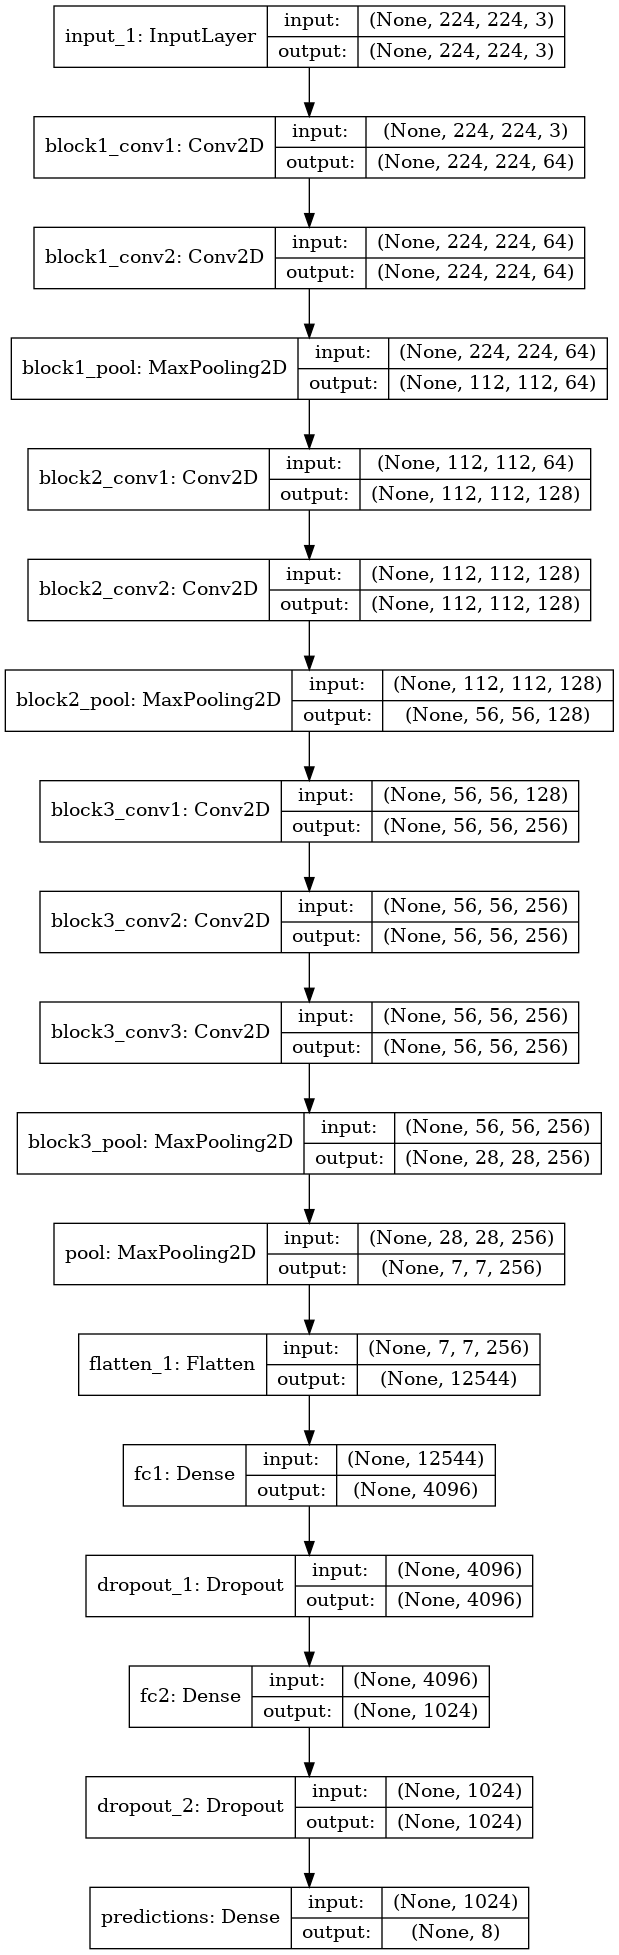 input_1: InputLayer
input: (None, 224, 224, 3)
output: (None, 224, 224, 3)
block1_conv1: Conv2D
input: (None, 224, 224, 3)
output: (None, 224, 224, 64)
block1_conv2: Conv2D
input: (None, 224, 224, 64)
output: (None, 224, 224, 64)
block1_pool: MaxPooling2D
input: (None, 224, 224, 64)
output: (None, 112, 112, 64)
block2_conv1: Conv2D
input: (None, 112, 112, 64)
output: (None, 112, 112, 128)
block2_conv2: Conv2D
input: (None, 112, 112, 128)
output: (None, 112, 112, 128)
block2_pool: MaxPooling2D
input: (None, 112, 112, 128)
output: (None, 56, 56, 128)
block3_conv1: Conv2D
input: (None, 56, 56, 128)
output: (None, 56, 56, 256)
block3_conv2: Conv2D
input: (None, 56, 56, 256)
output: (None, 56, 56, 256)
block3_conv3: Conv2D
input: (None, 56, 56, 256)
output: (None, 56, 56, 256)
block3_pool: MaxPooling2D
input: (None, 56, 56, 256)
output: (None, 28, 28, 256)
pool: MaxPooling2D
input: (None, 28, 28, 256)
output: (None, 7, 7, 256)
flatten_1: Flatten
input: (None, 7, 7, 256)
output: (None, 12544)
fc1: Dense
input: (None, 12544)
output: (None, 4096)
dropout_1: Dropout
input: (None, 4096)
output: (None, 4096)
fc2: Dense
input: (None, 4096)
output: (None, 1024)
dropout_2: Dropout
input: (None, 1024)
output: (None, 1024)
predictions: Dense
input: (None, 1024)
output: (None, 8)